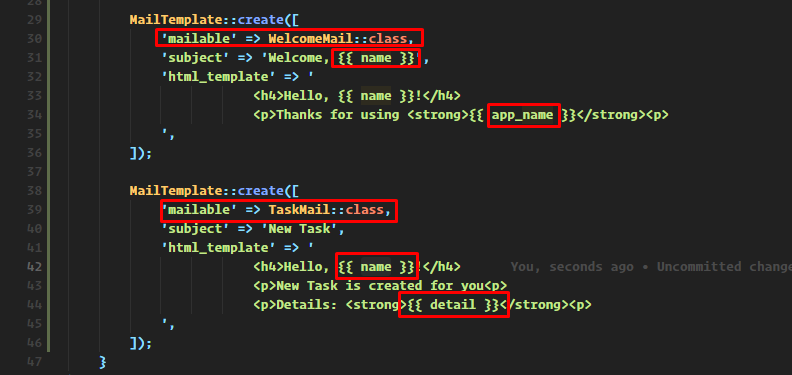 28
29 MailTemplate::create([
30 'mailable' => WelcomeMail::class,
31 'subject' => 'Welcome, {{ name }}',
32 'html_template' => '
33 <h4>Hello, {{ name }}!</h4>
34 <p>Thanks for using <strong>{{ app_name }}</strong><p>
35 ',
36 ]);
37
38 MailTemplate::create([
39 'mailable' => TaskMail::class,
40 'subject' => 'New Task',
41 'html_template' => '
42 <h4>Hello, {{ name }}!</h4> You, seconds ago • Uncommitted change
43 <p>New Task is created for you<p>
44 <p>Details: <strong>{{ detail }}</strong><p>
45 ',
46 ]);
47 }